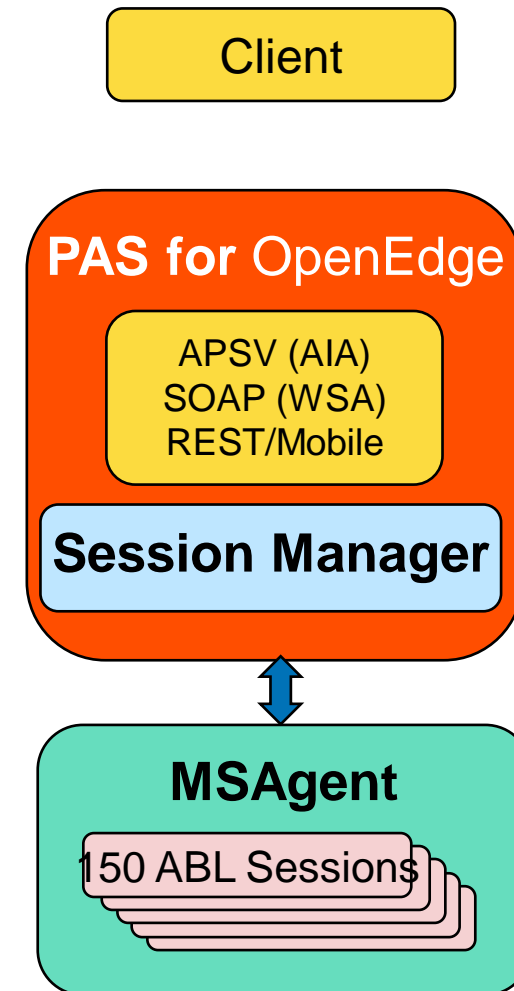 Client
PAS for OpenEdge
APSV (AIA)
SOAP (WSA)
REST/Mobile
Session Manager
MSAgent
150 ABL Sessions